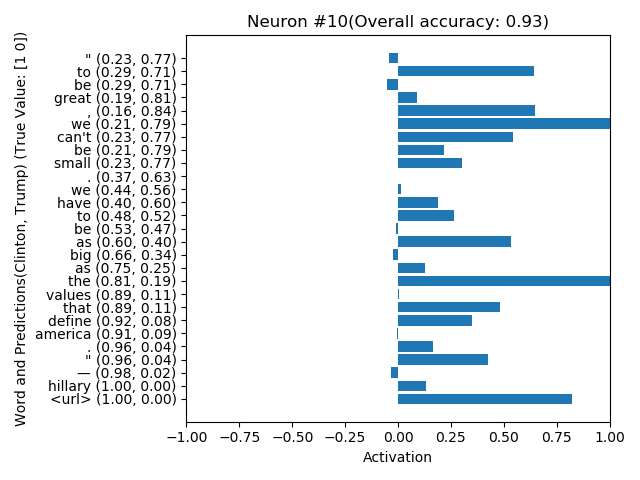 Neuron #10(Overall accuracy: 0.93)
Word and Predictions(Clinton, Trump) (True Value: [1 0])
" (0.23, 0.77)
to (0.29, 0.71)
be (0.29, 0.71)
great (0.19, 0.81)
, (0.16, 0.84)
we (0.21, 0.79)
can't (0.23, 0.77)
be (0.21, 0.79)
small (0.23, 0.77)
. (0.37, 0.63)
we (0.44, 0.56)
have (0.40, 0.60)
to (0.48, 0.52)
be (0.53, 0.47)
as (0.60, 0.40)
big (0.66, 0.34)
as (0.75, 0.25)
the (0.81, 0.19)
values (0.89, 0.11)
that (0.89, 0.11)
define (0.92, 0.08)
america (0.91, 0.09)
. (0.96, 0.04)
" (0.96, 0.04)
— (0.98, 0.02)
hillary (1.00, 0.00)
<url> (1.00, 0.00)
−1.00 −0.75 −0.50 −0.25 0.00 0.25 0.50 0.75 1.00
Activation